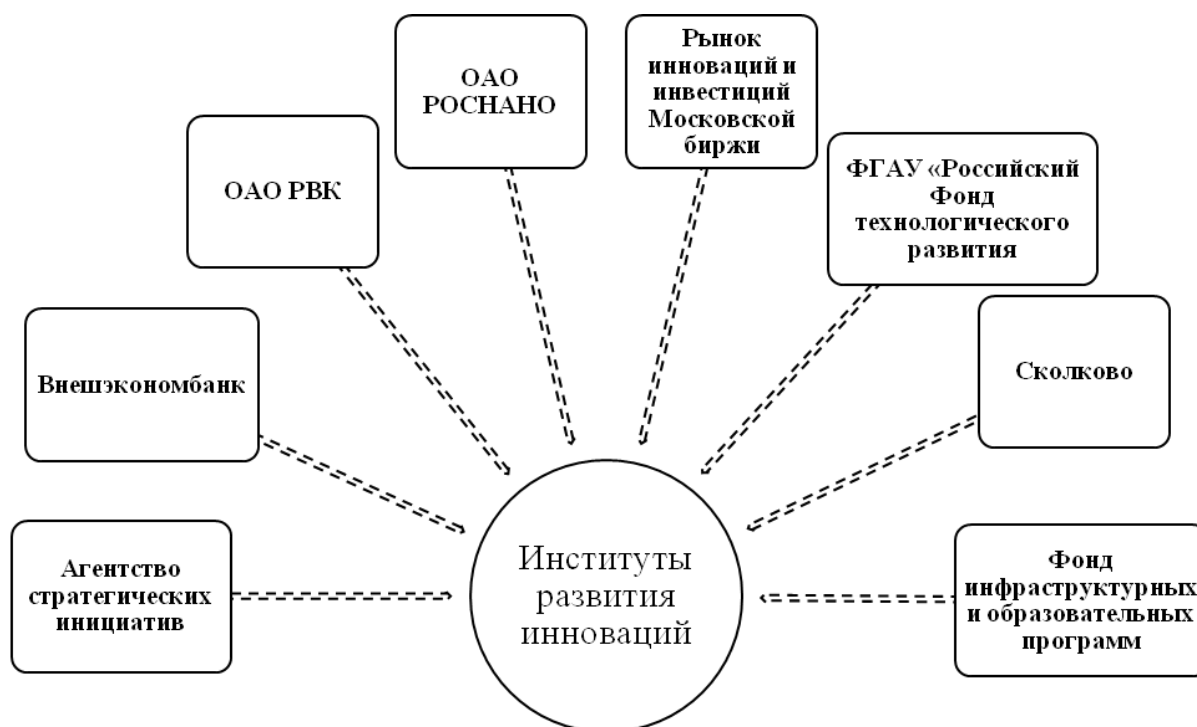 Рынок
инноваций и
инвестиций
Московской
биржи
ОАО
РОСНАНО
ФГАУ «Российский
Фонд
технологического
развития
ОАО РВК
Сколково
Внешэкономбанк
Институты
развития
инноваций
Агентство
стратегических
инициатив
Фонд
инфраструктурных
и образовательных
программ